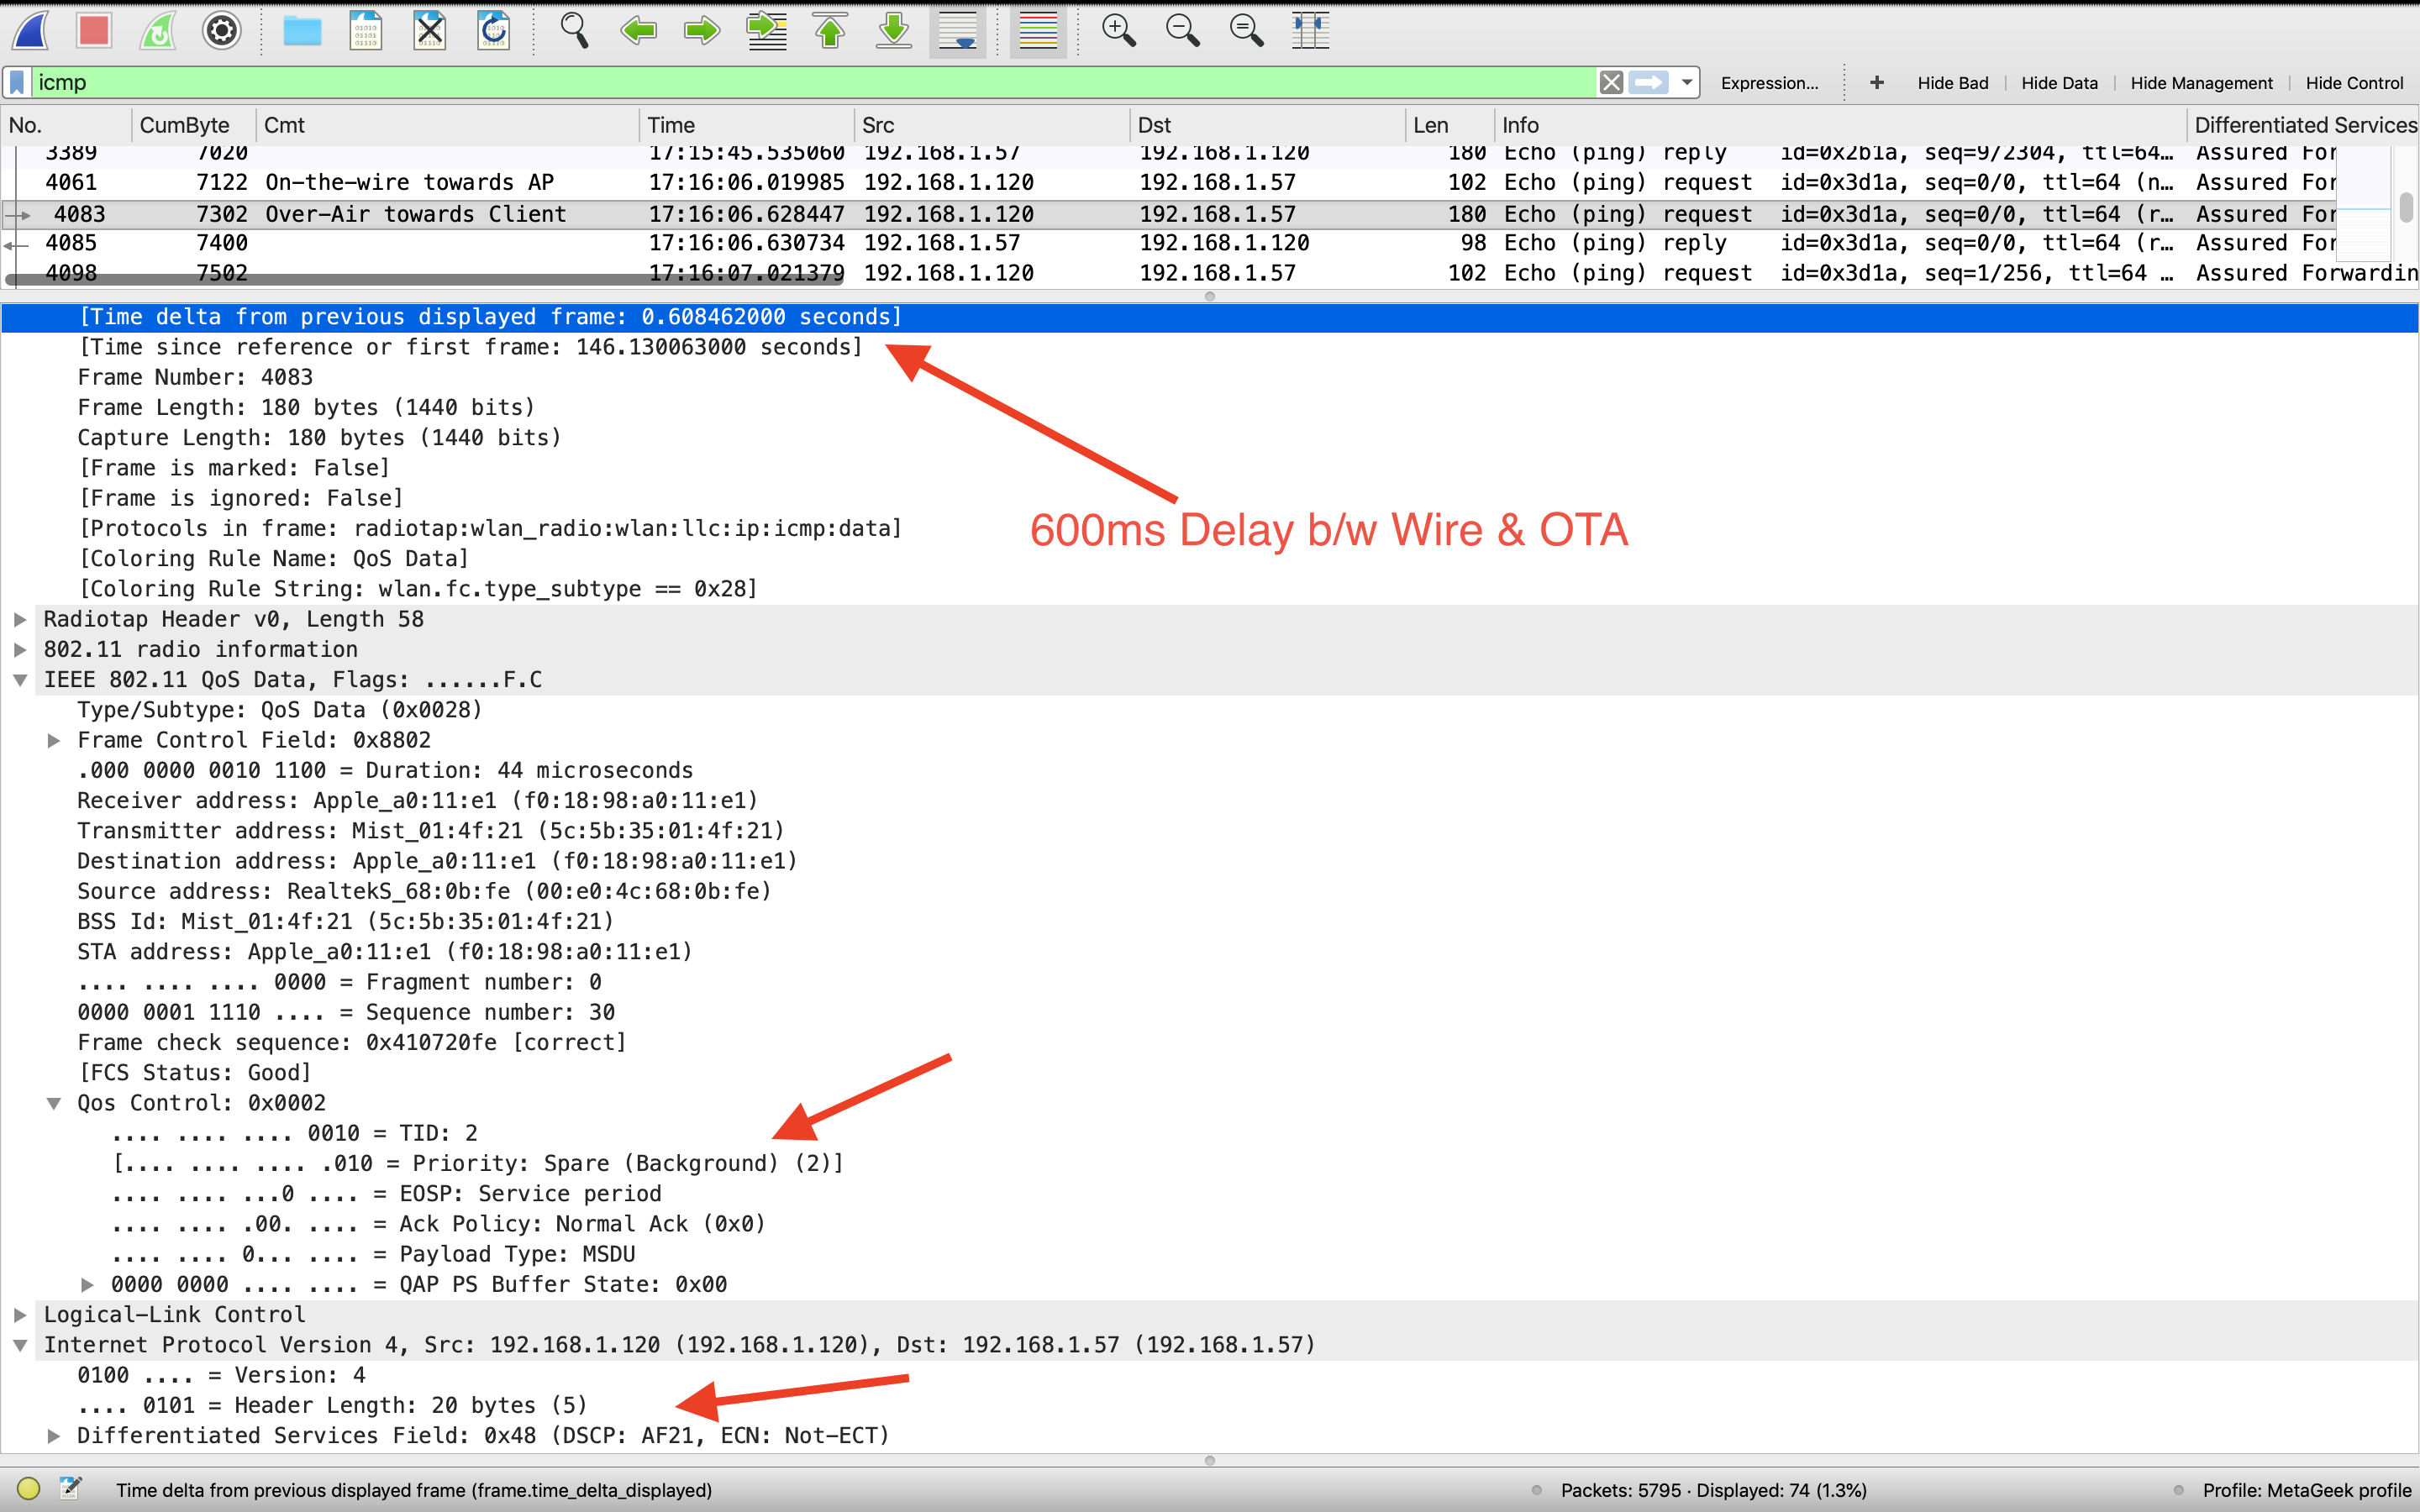 icmp
Expression...
+
Hide Bad
Hide Data
Hide Management
Hide Control
No. CumByte Cmt Time Src Dst Len Info Differentiated Services
3389 7020 17:15:45.535060 192.168.1.57 192.168.1.120 180 Echo (ping) reply id=0x2b1a, seq=9/2304, ttl=64… Assured For
4061 7122 On-the-wire towards AP 17:16:06.019985 192.168.1.120 192.168.1.57 102 Echo (ping) request id=0x3d1a, seq=0/0, ttl=64 (n… Assured For
4083 7302 Over-Air towards Client 17:16:06.628447 192.168.1.120 192.168.1.57 180 Echo (ping) request id=0x3d1a, seq=0/0, ttl=64 (r… Assured For
4085 7400 17:16:06.630734 192.168.1.57 192.168.1.120 98 Echo (ping) reply id=0x3d1a, seq=0/0, ttl=64 (r… Assured For
4098 7502 17:16:07.021379 192.168.1.120 192.168.1.57 102 Echo (ping) request id=0x3d1a, seq=1/256, ttl=64 … Assured Forwardin
[Time delta from previous displayed frame: 0.608462000 seconds]
[Time since reference or first frame: 146.130063000 seconds]
Frame Number: 4083
Frame Length: 180 bytes (1440 bits)
Capture Length: 180 bytes (1440 bits)
[Frame is marked: False]
[Frame is ignored: False]
[Protocols in frame: radiotap:wlan_radio:wlan:llc:ip:icmp:data]
600ms Delay b/w Wire & OTA
[Coloring Rule Name: QoS Data]
[Coloring Rule String: wlan.fc.type_subtype == 0x28]
Radiotap Header v0, Length 58
802.11 radio information
IEEE 802.11 QoS Data, Flags: ......F.C
Type/Subtype: QoS Data (0x0028)
Frame Control Field: 0x8802
.000 0000 0010 1100 = Duration: 44 microseconds
Receiver address: Apple_a0:11:e1 (f0:18:98:a0:11:e1)
Transmitter address: Mist_01:4f:21 (5c:5b:35:01:4f:21)
Destination address: Apple_a0:11:e1 (f0:18:98:a0:11:e1)
Source address: RealtekS_68:0b:fe (00:e0:4c:68:0b:fe)
BSS Id: Mist_01:4f:21 (5c:5b:35:01:4f:21)
STA address: Apple_a0:11:e1 (f0:18:98:a0:11:e1)
.... .... .... 0000 = Fragment number: 0
0000 0001 1110 .... = Sequence number: 30
Frame check sequence: 0x410720fe [correct]
[FCS Status: Good]
Qos Control: 0x0002
.... .... .... 0010 = TID: 2
[.... .... .... .010 = Priority: Spare (Background) (2)]
.... .... ...0 .... = EOSP: Service period
.... .... .00. .... = Ack Policy: Normal Ack (0x0)
.... .... 0... .... = Payload Type: MSDU
0000 0000 .... .... = QAP PS Buffer State: 0x00
Logical-Link Control
Internet Protocol Version 4, Src: 192.168.1.120 (192.168.1.120), Dst: 192.168.1.57 (192.168.1.57)
0100 .... = Version: 4
.... 0101 = Header Length: 20 bytes (5)
Differentiated Services Field: 0x48 (DSCP: AF21, ECN: Not-ECT)
Time delta from previous displayed frame (frame.time_delta_displayed)
Packets: 5795 · Displayed: 74 (1.3%)
Profile: MetaGeek profile